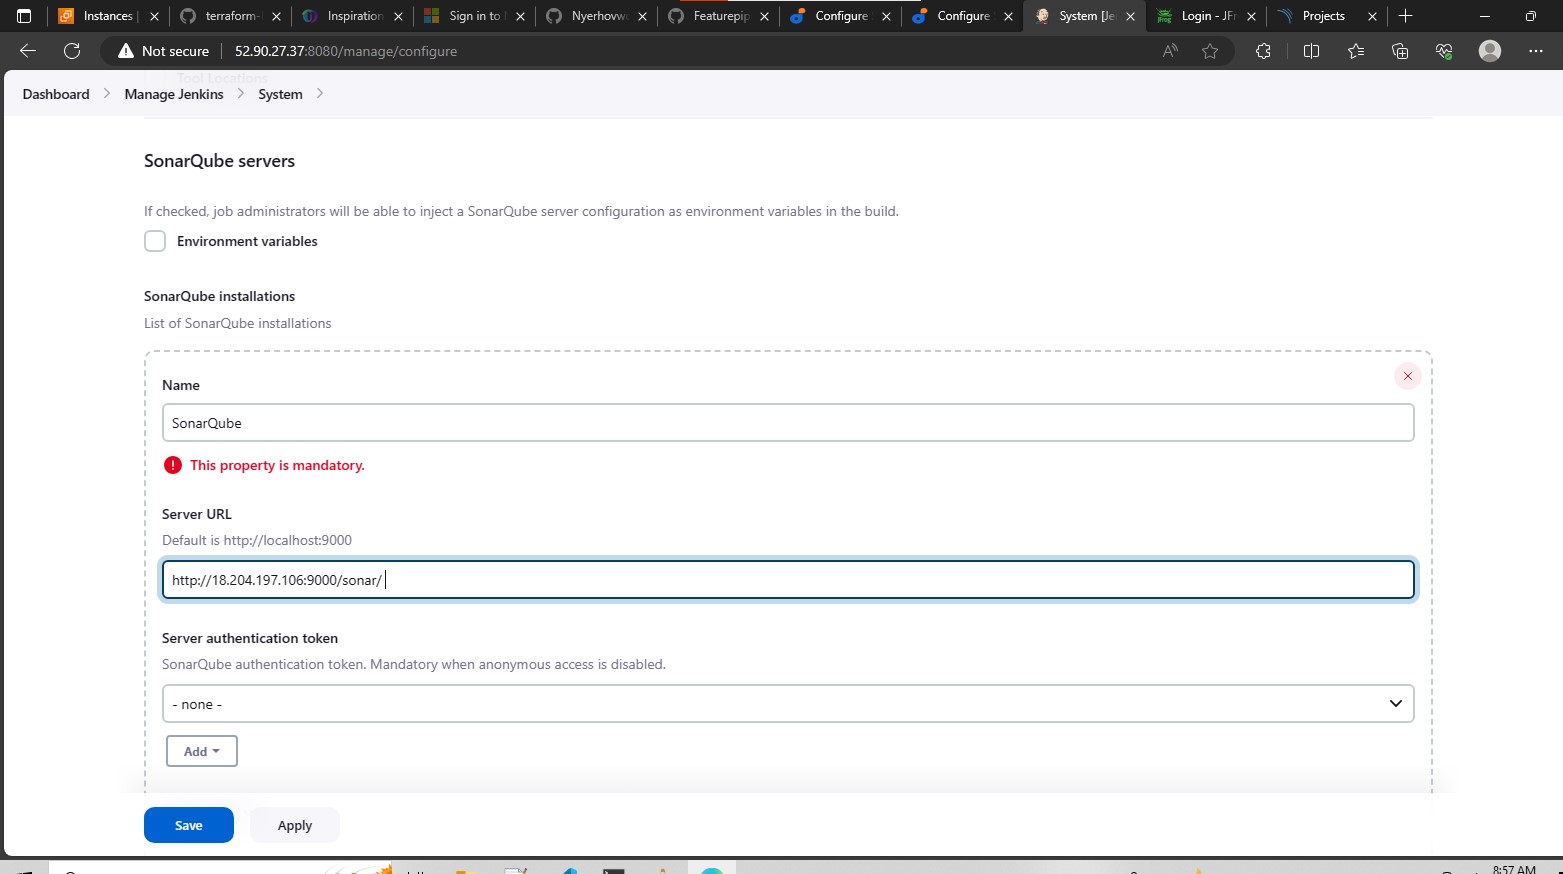 Instances
terraform-
Inspiration
Sign in to
Nyerhovw
Featurepip
Configure
Configure
System [Je
Login - JFr
Projects
Not secure
52.90.27.37:8080/manage/configure
Tool Locations
Dashboard
Manage Jenkins
System
SonarQube servers
If checked, job administrators will be able to inject a SonarQube server configuration as environment variables in the build.
Environment variables
SonarQube installations
List of SonarQube installations
Name
SonarQube
This property is mandatory.
Server URL
Default is http://localhost:9000
http://18.204.197.106:9000/sonar/
Server authentication token
SonarQube authentication token. Mandatory when anonymous access is disabled.
- none -
Add
Save
Apply
8:57 AM